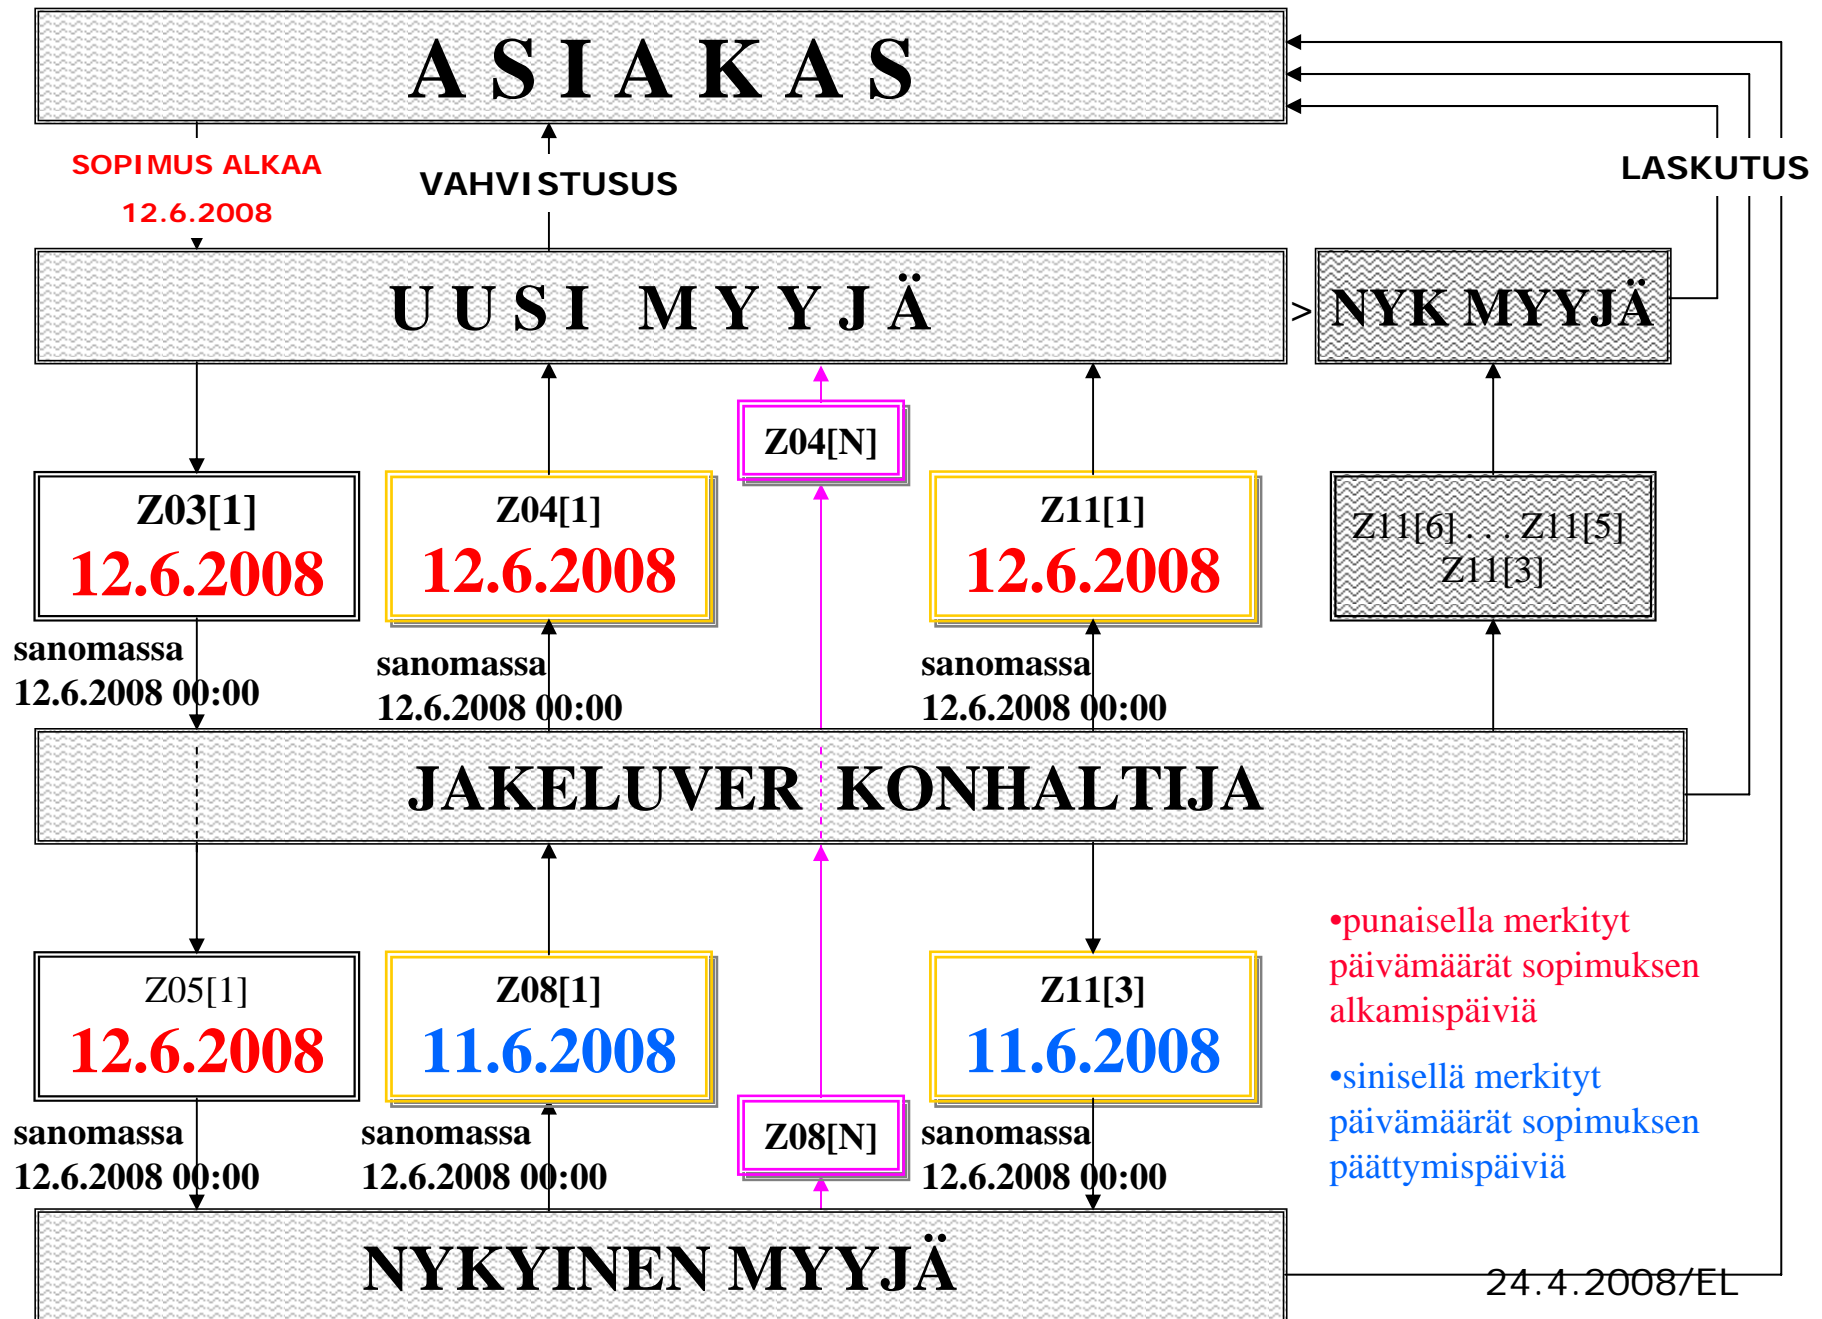 A S I A K A S
SOPIMUS ALKAA
12.6.2008
VAHVISTUSUS
LASKUTUS
U U S I M Y Y J Ä
>
NYK MYYJÄ
Z04[N]
Z03[1]
12.6.2008
Z04[1]
12.6.2008
Z11[1]
12.6.2008
Z11[6] . . . Z11[5]
Z11[3]
sanomassa
12.6.2008 00:00
sanomassa
12.6.2008 00:00
sanomassa
12.6.2008 00:00
JAKELUVER KONHALTIJA
Z05[1]
12.6.2008
Z08[1]
11.6.2008
Z11[3]
11.6.2008
•punaisella merkityt
päivämäärät sopimuksen
alkamispäiviä
•sinisellä merkityt
päivämäärät sopimuksen
päättymispäiviä
sanomassa
12.6.2008 00:00
sanomassa
12.6.2008 00:00
Z08[N]
sanomassa
12.6.2008 00:00
NYKYINEN MYYJÄ
24.4.2008/EL